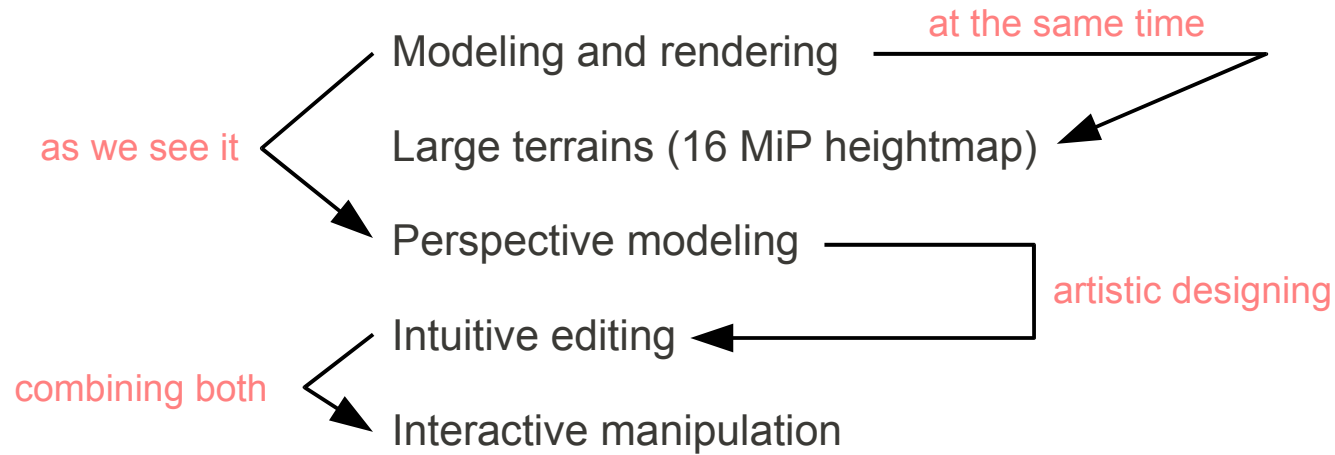 at the same time
Modeling and rendering
as we see it
Large terrains (16 MiP heightmap)
Perspective modeling
artistic designing
Intuitive editing
combining both
Interactive manipulation